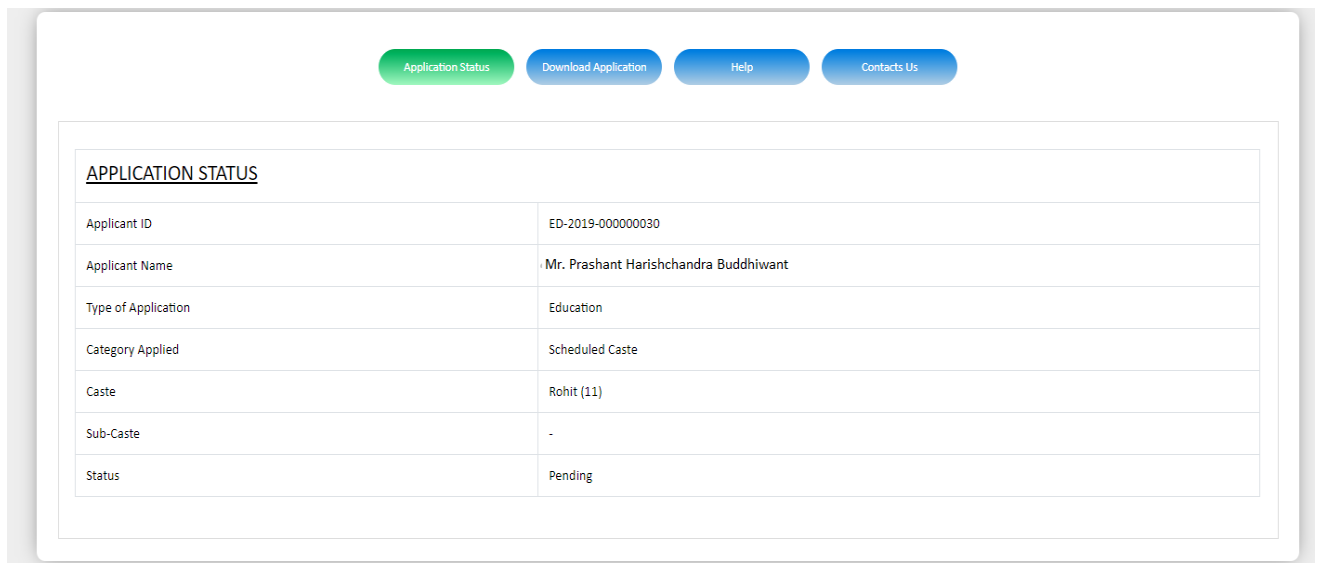 Application Status Download Application Help Contacts Us
APPLICATION STATUS
Applicant ID ED-2019-000000030
Applicant Name Mr. Prashant Harishchandra Buddhiwant
Type of Application Education
Category Applied Scheduled Caste
Caste Rohit (11)
Sub-Caste -
Status Pending